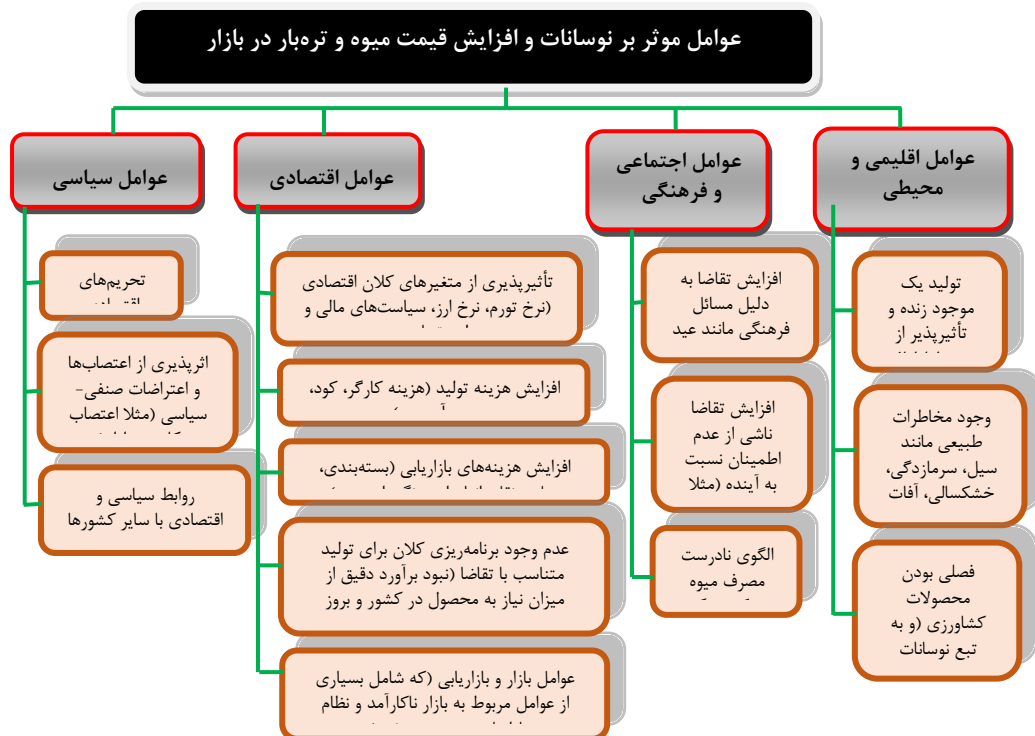 عوامل موثر بر نوسانات و افزایش قیمت میوه و تره‌بار در بازار
عوامل اقلیمی و
محیطی
تولید یک
موجود زنده و
تأثیرپذیر از
وجود مخاطرات
طبیعی مانند
سیل، سرمازدگی،
خشکسالی، آفات
فصلی بودن
محصولات
کشاورزی (و به
تبع نوسانات
عوامل اجتماعی
و فرهنگی
افزایش تقاضا به
دلیل مسائل
فرهنگی مانند عید
افزایش تقاضا
ناشی از عدم
اطمینان نسبت
به آینده (مثلا
الگوی نادرست
مصرف میوه
عوامل اقتصادی
تأثیرپذیری از متغیرهای کلان اقتصادی
(نرخ تورم، نرخ ارز، سیاست‌های مالی و
افزایش هزینه تولید (هزینه کارگر، کود،
افزایش هزینه‌های بازاریابی (بسته‌بندی،
عدم وجود برنامه‌ریزی کلان برای تولید
متناسب با تقاضا (نبود برآورد دقیق از
میزان نیاز به محصول در کشور و بروز
عوامل بازار و بازاریابی (که شامل بسیاری
از عوامل مربوط به بازار ناکارآمد و نظام
عوامل سیاسی
تحریم‌های
اثرپذیری از اعتصاب‌ها
و اعتراضات صنفی-
سیاسی (مثلا اعتصاب
روابط سیاسی و
اقتصادی با سایر کشورها